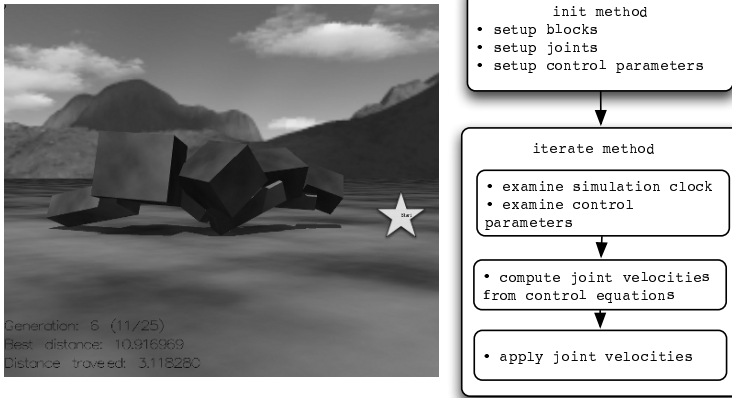 Generation: 6 (11/25)
Best distance: 10.916969
Distance traveled: 3.118280
Start
init method
• setup blocks
• setup joints
• setup control parameters
iterate method
• examine simulation clock
• examine control
parameters
• compute joint velocities
from control equations
• apply joint velocities